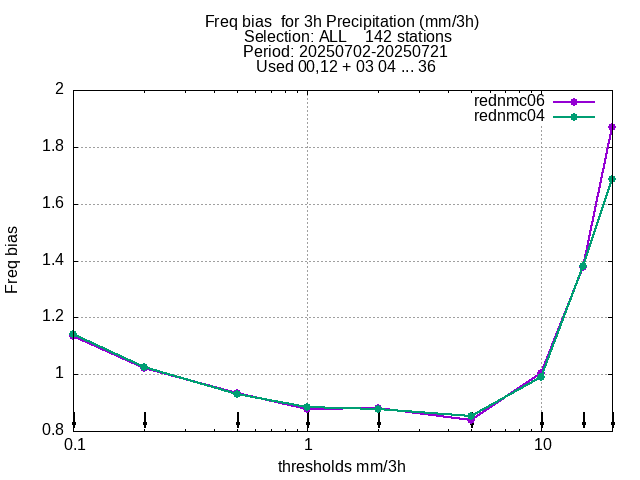 Freq bias  for 3h Precipitation (mm/3h)
Selection: ALL    142 stations
Period: 20250702-20250721
Used 00,12 + 03 04 ... 36
rednmc06
rednmc04
2
1.8
1.6
1.4
1.2
1
0.8
Freq bias
0.1 1 10
thresholds mm/3h